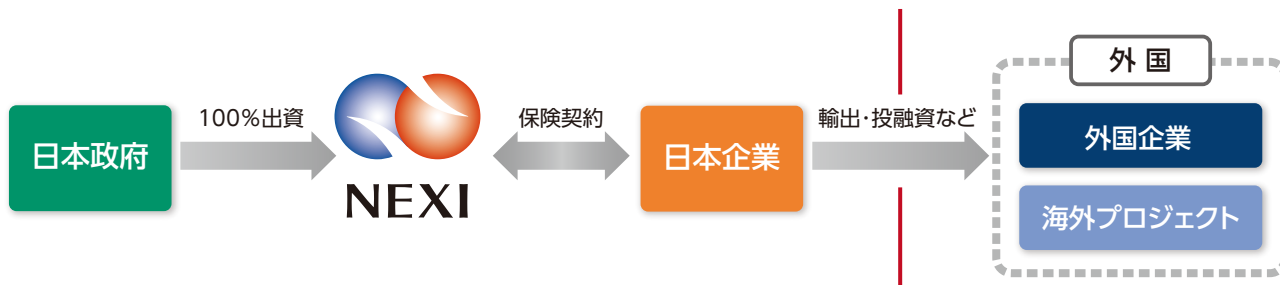 日本政府
100%出資
NEXI
保険契約
日本企業
輸出・投融資など
外国
外国企業
海外プロジェクト